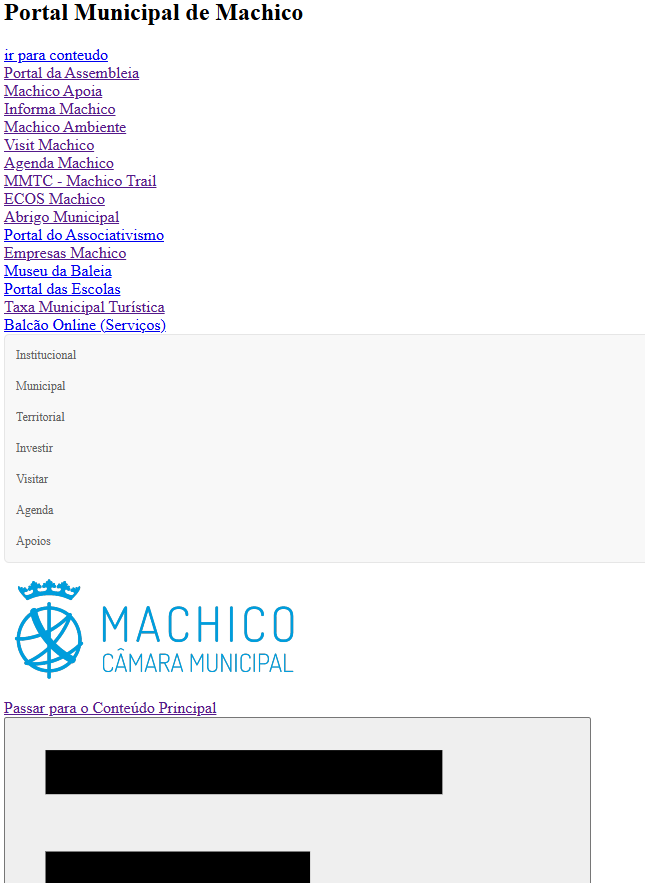 Portal Municipal de Machico
ir para conteudo
Portal da Assembleia
Machico Apoia
Informa Machico
Machico Ambiente
Visit Machico
Agenda Machico
MMTC - Machico Trail
ECOS Machico
Abrigo Municipal
Portal do Associativismo
Empresas Machico
Museu da Baleia
Portal das Escolas
Taxa Municipal Turística
Balcão Online (Serviços)
Institucional
Municipal
Territorial
Investir
Visitar
Agenda
Apoios
MACHICO
CÂMARA MUNICIPAL
Passar para o Conteúdo Principal